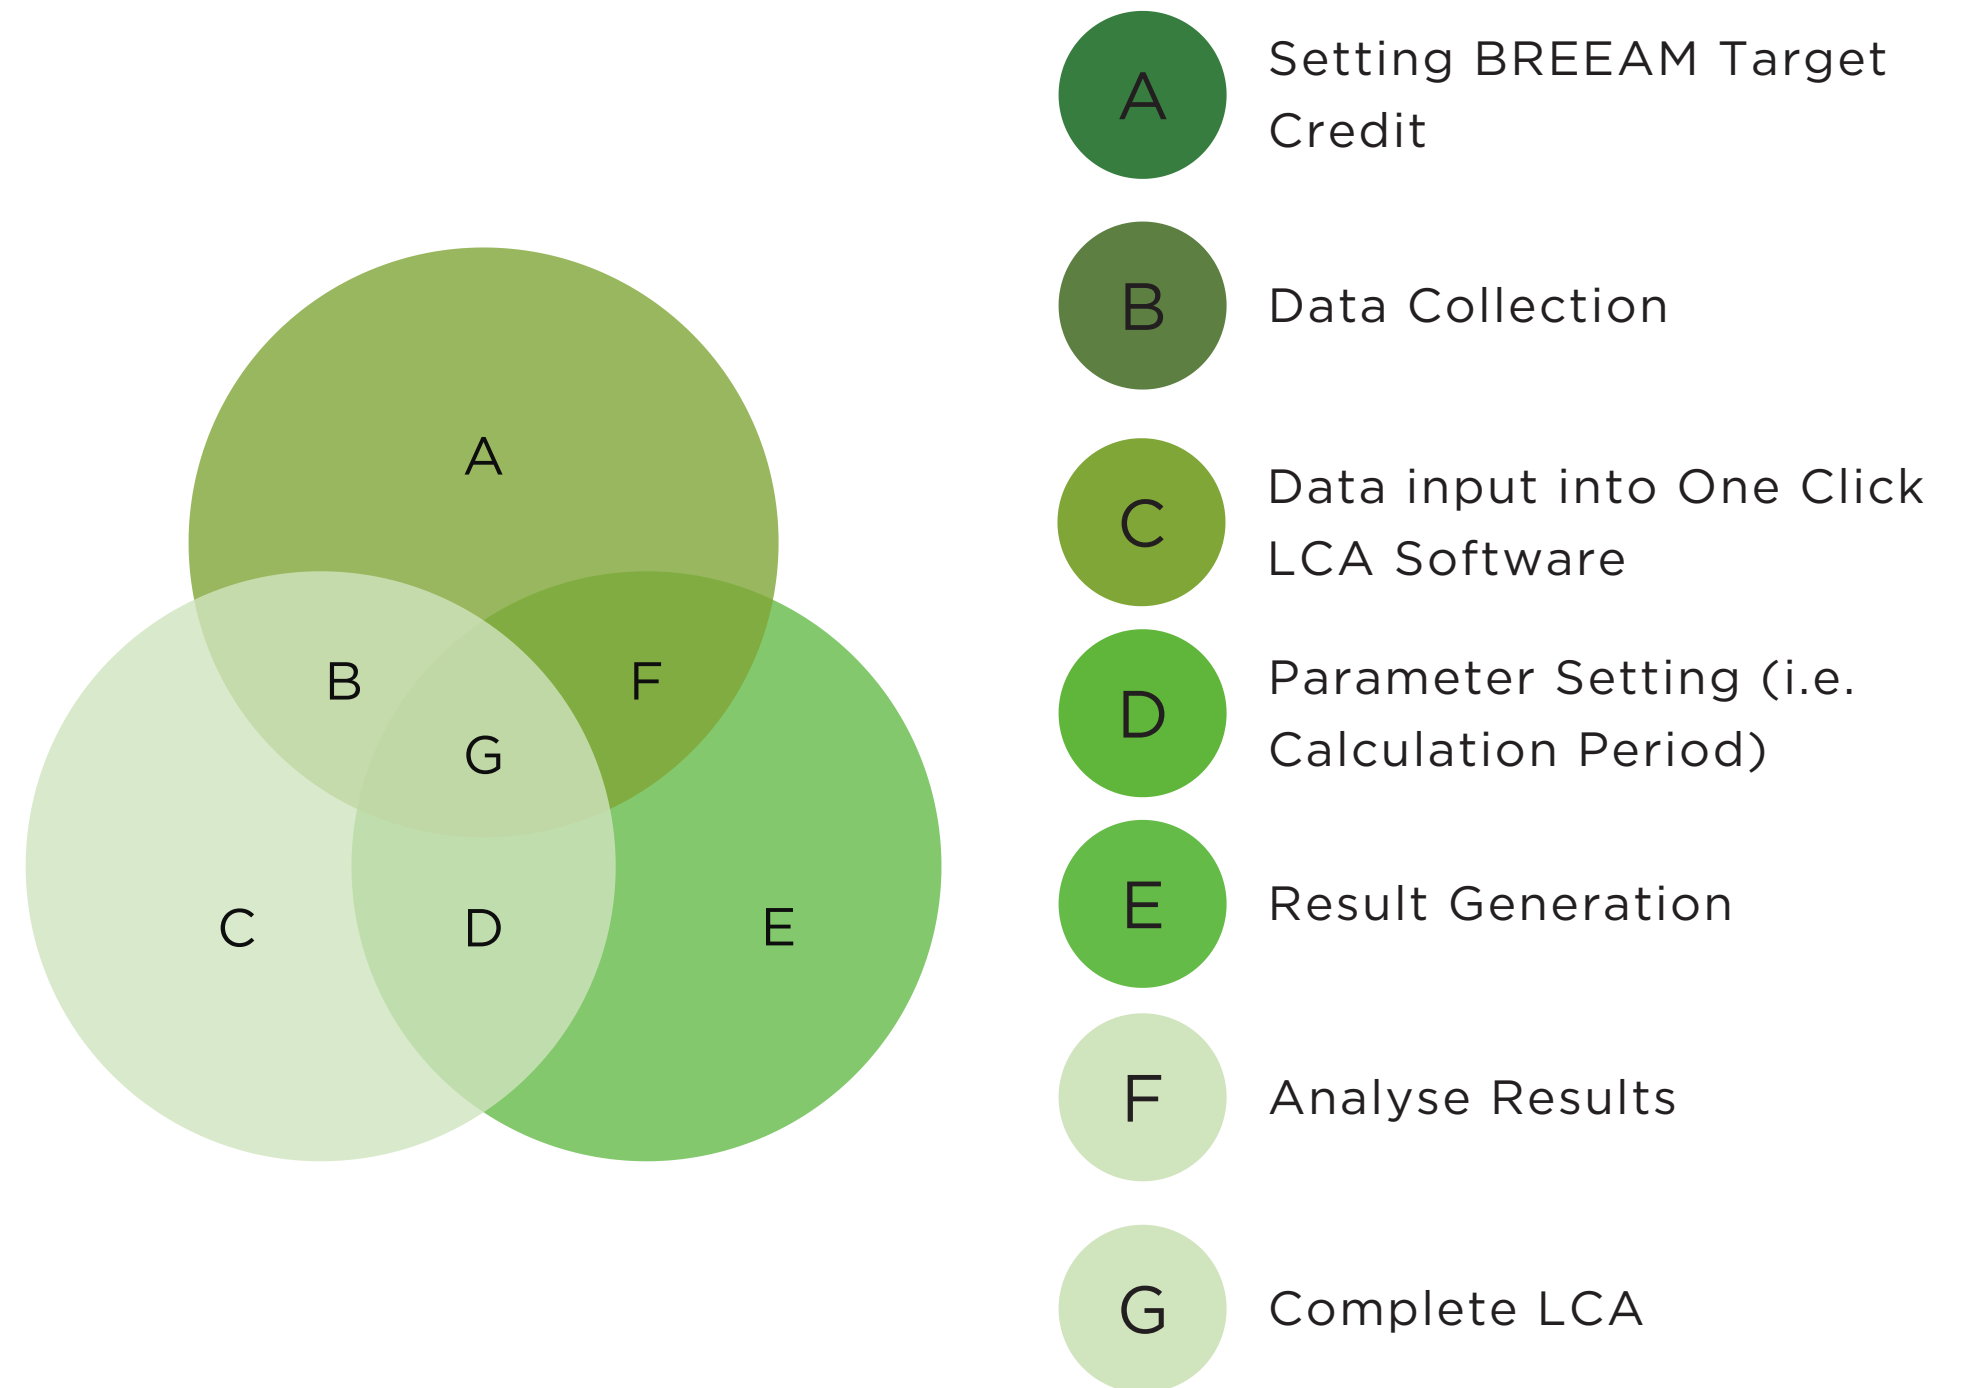 A
B
F
G
C
D
E
A
Setting BREEAM Target
Credit
B
Data Collection
C
Data input into One Click
LCA Software
D
Parameter Setting (i.e.
Calculation Period)
E
Result Generation
F
Analyse Results
G
Complete LCA